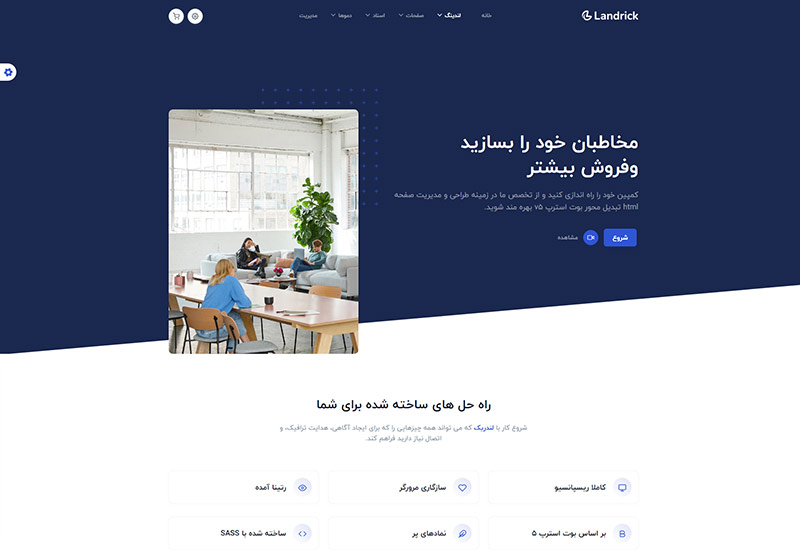 Landrick
خانه
لندینگ
صفحات
اسناد
دموها
مدیریت
مخاطبان خود را بسازید
وفروش بیشتر
کمپین خود را راه اندازی کنید و از تخصص ما در زمینه طراحی و مدیریت صفحه
html تبدیل محور بوت استرپ v5 بهره مند شوید.
شروع
مشاهده
راه حل های ساخته شده برای شما
شروع کار با لندریک که می تواند همه چیزهایی را که برای ایجاد آگاهی، هدایت ترافیک، و
اتصال نیاز دارید فراهم کند.
کاملا ریسپانسیو
سازگاری مرورگر
رتینا آمده
بر اساس بوت استرپ 5
نمادهای پر
ساخته شده با SASS